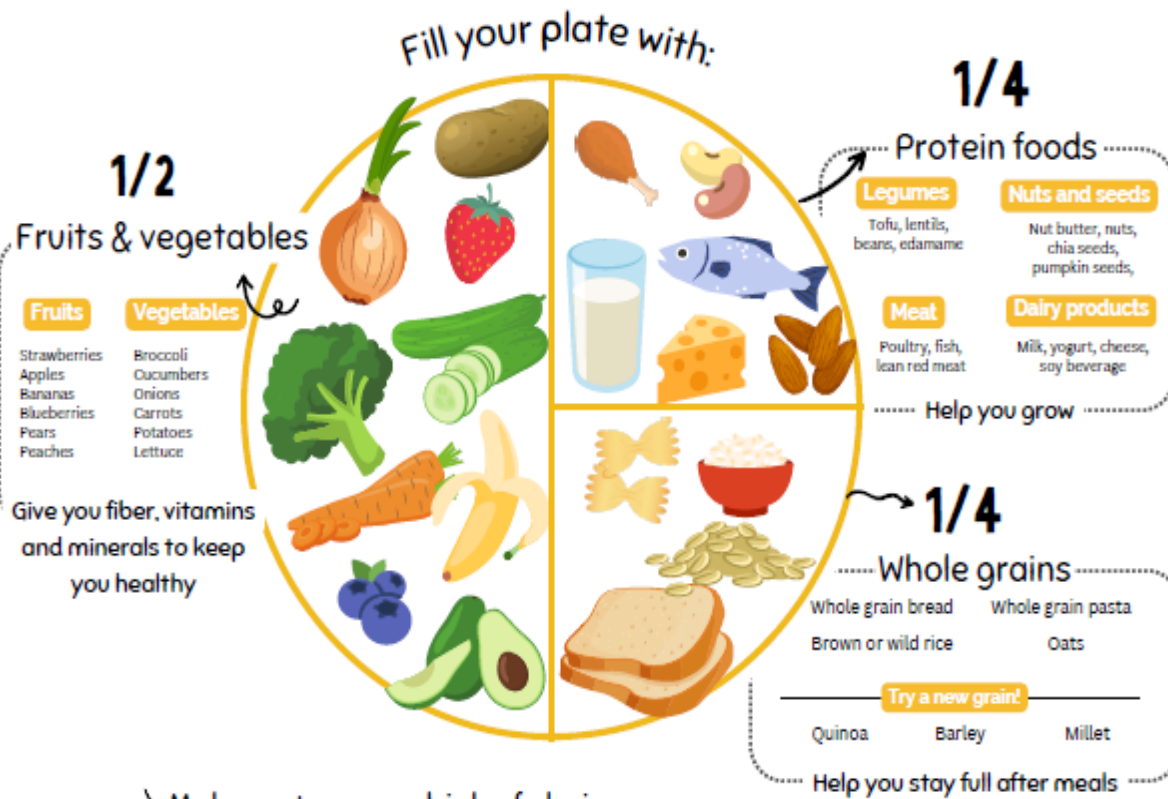 Fill your plate with:
1/2
Fruits & vegetables
Fruits
Strawberries
Apples
Bananas
Blueberries
Pears
Peaches
Vegetables
Broccoli
Cucumbers
Onions
Carrots
Potatoes
Lettuce
Give you fiber, vitamins
and minerals to keep
you healthy
1/4
Protein foods
Legumes
Tofu, lentils,
beans, edamame
Nuts and seeds
Nut butter, nuts,
chia seeds,
pumpkin seeds,
Meat
Poultry, fish,
lean red meat
Dairy products
Milk, yogurt, cheese,
soy beverage
Help you grow
1/4
Whole grains
Whole grain bread
Whole grain pasta
Brown or wild rice
Oats
Try a new grain!
Quinoa
Barley
Millet
Help you stay full after meals